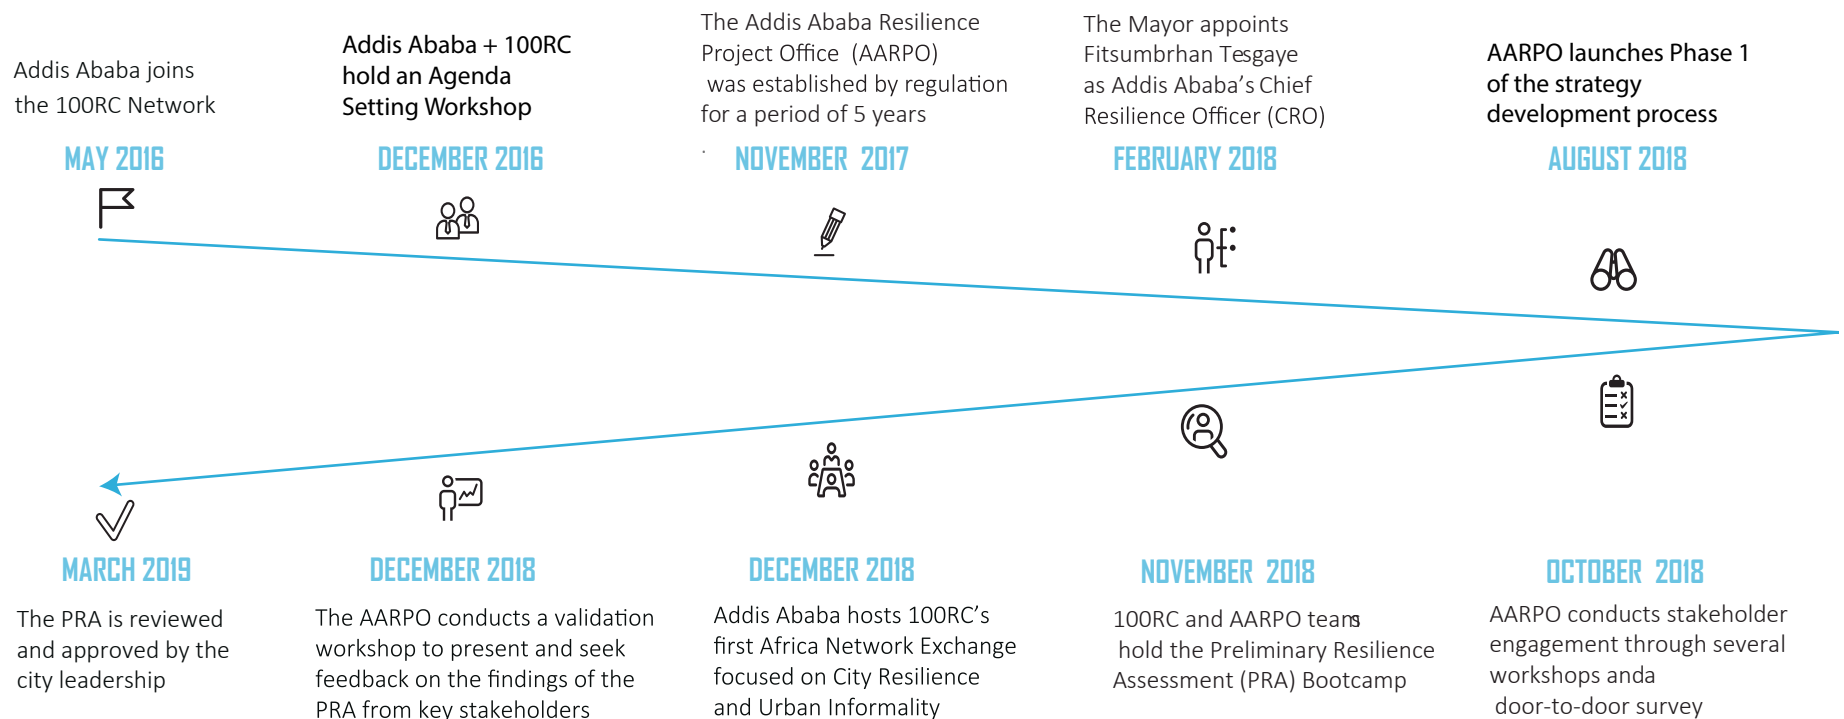 Addis Ababa joins
the 100RC Network
MAY 2016
Addis Ababa + 100RC
hold an Agenda
Setting Workshop
DECEMBER 2016
The Addis Ababa Resilience
Project Office (AARPO)
was established by regulation
for a period of 5 years
.
NOVEMBER 2017
The Mayor appoints
Fitsumbrhan Tesgaye
as Addis Ababa's Chief
Resilience Officer (CRO)
FEBRUARY 2018
AARPO launches Phase 1
of the strategy
development process
AUGUST 2018
OCTOBER 2018
AARPO conducts stakeholder
engagement through several
workshops anda
door-to-door survey
NOVEMBER 2018
100RC and AARPO teams
hold the Preliminary Resilience
Assessment (PRA) Bootcamp
DECEMBER 2018
Addis Ababa hosts 100RC's
first Africa Network Exchange
focused on City Resilience
and Urban Informality
DECEMBER 2018
The AARPO conducts a validation
workshop to present and seek
feedback on the findings of the
PRA from key stakeholders
MARCH 2019
The PRA is reviewed
and approved by the
city leadership